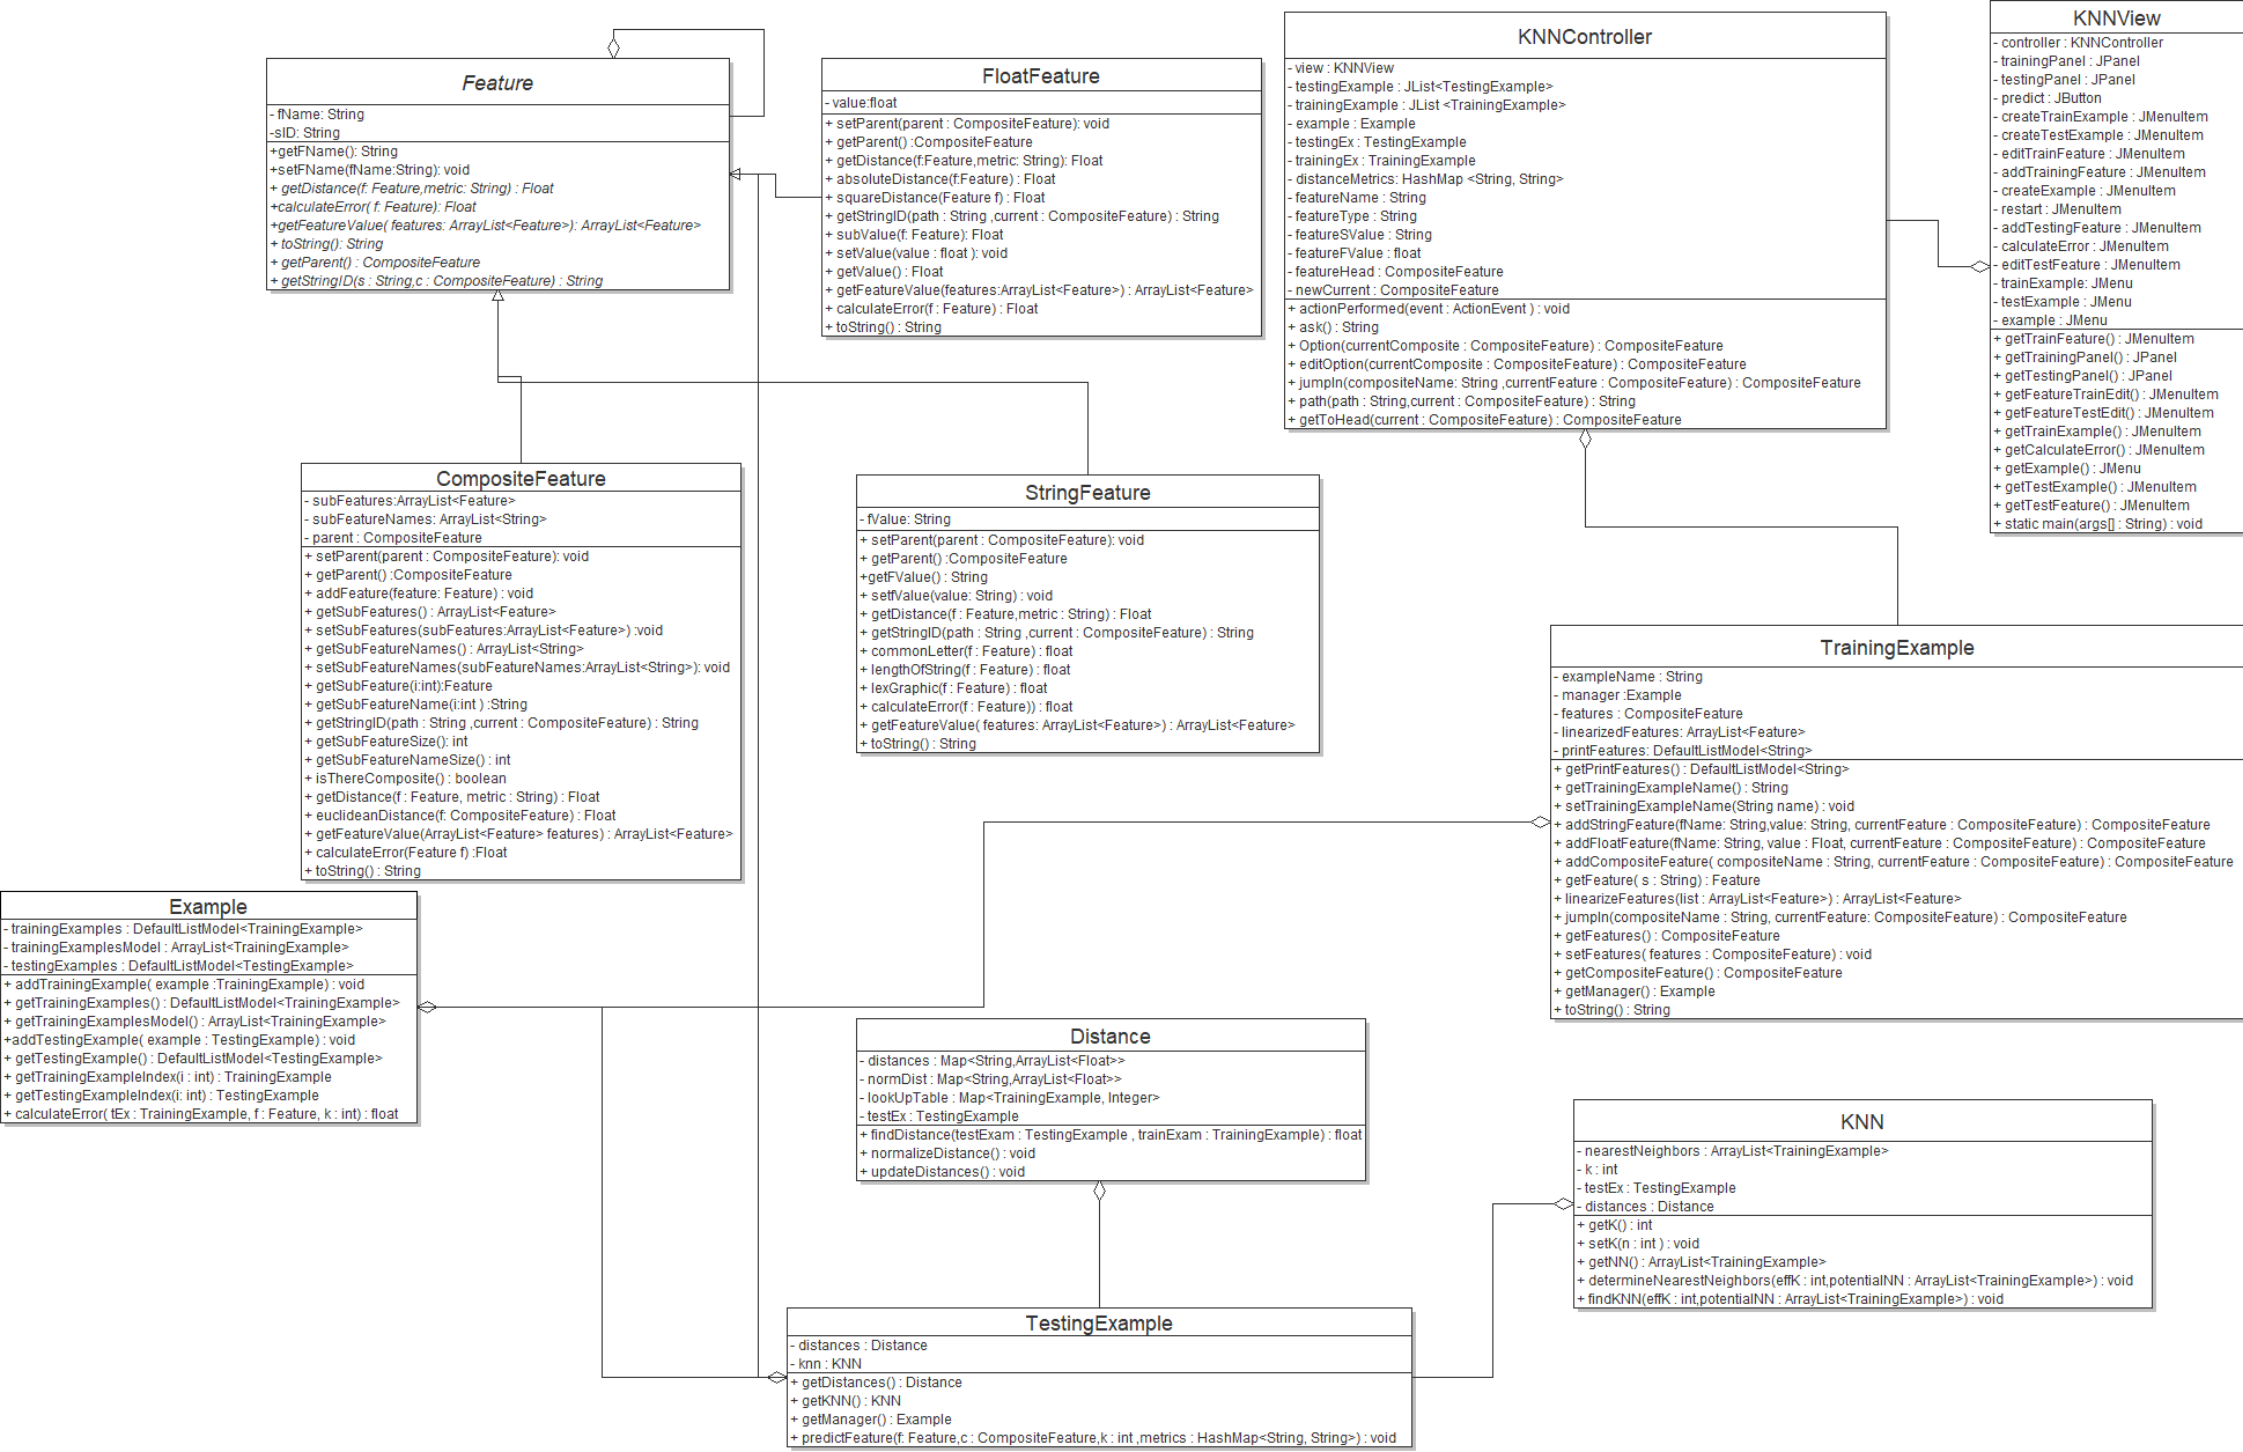 Feature
- fName: String
-sID: String
+getFName(): String
+setFName(fName:String): void
+ getDistance(f: Feature,metric: String) : Float
+calculateError( f: Feature): Float
+getFeatureValue( features: ArrayList<Feature>): ArrayList<Feature>
+ toString(): String
+ getParent() : CompositeFeature
+ getStringID(s : String,c : CompositeFeature) : String
FloatFeature
- value:float
+ setParent(parent : CompositeFeature): void
+ getParent() :CompositeFeature
+ getDistance(f:Feature,metric: String): Float
+ absoluteDistance(f:Feature) : Float
+ squareDistance(Feature f) : Float
+ getStringID(path : String ,current : CompositeFeature) : String
+ subValue(f: Feature): Float
+ setValue(value : float ): void
+ getValue() : Float
+ getFeatureValue(features:ArrayList<Feature>) : ArrayList<Feature>
+ calculateError(f : Feature) : Float
+ toString() : String
KNNController
- view : KNNView
- testingExample : JList<TestingExample>
- trainingExample : JList <TrainingExample>
- example : Example
- testingEx : TestingExample
- trainingEx : TrainingExample
- distanceMetrics: HashMap <String, String>
- featureName : String
- featureType : String
- featureSValue : String
- featureFValue : float
- featureHead : CompositeFeature
- newCurrent : CompositeFeature
+ actionPerformed(event : ActionEvent ) : void
+ ask() : String
+ Option(currentComposite : CompositeFeature) : CompositeFeature
+ editOption(currentComposite : CompositeFeature) : CompositeFeature
+ jumpIn(compositeName: String ,currentFeature : CompositeFeature) : CompositeFeature
+ path(path : String,current : CompositeFeature) : String
+ getToHead(current : CompositeFeature) : CompositeFeature
KNNView
- controller : KNNController
- trainingPanel : JPanel
- testingPanel : JPanel
- predict : JButton
- createTrainExample : JMenuItem
- createTestExample : JMenuItem
- editTrainFeature : JMenuItem
- addTrainingFeature : JMenuItem
- createExample : JMenuItem
- restart : JMenuItem
- addTestingFeature : JMenuItem
- calculateError : JMenuItem
- editTestFeature : JMenuItem
- trainExample: JMenu
- testExample : JMenu
- example : JMenu
+ getTrainFeature() : JMenuItem
+ getTrainingPanel() : JPanel
+ getTestingPanel() : JPanel
+ getFeatureTrainEdit() : JMenuItem
+ getFeatureTestEdit() : JMenuItem
+ getTrainExample() : JMenuItem
+ getCalculateError() : JMenuItem
+ getExample() : JMenu
+ getTestExample() : JMenuItem
+ getTestFeature() : JMenuItem
+ static main(args[] : String) : void
CompositeFeature
- subFeatures:ArrayList<Feature>
- subFeatureNames: ArrayList<String>
- parent : CompositeFeature
+ setParent(parent : CompositeFeature): void
+ getParent() :CompositeFeature
+ addFeature(feature: Feature) : void
+ getSubFeatures() : ArrayList<Feature>
+ setSubFeatures(subFeatures:ArrayList<Feature>) :void
+ getSubFeatureNames() : ArrayList<String>
+ setSubFeatureNames(subFeatureNames:ArrayList<String>): void
+ getSubFeature(i:int):Feature
+ getSubFeatureName(i:int ) :String
+ getStringID(path : String ,current : CompositeFeature) : String
+ getSubFeatureSize(): int
+ getSubFeatureNameSize() : int
+ isThereComposite() : boolean
+ getDistance(f : Feature, metric : String) : Float
+ euclideanDistance(f: CompositeFeature) : Float
+ getFeatureValue(ArrayList<Feature> features) : ArrayList<Feature>
+ calculateError(Feature f) :Float
+ toString() : String
StringFeature
- fValue: String
+ setParent(parent : CompositeFeature): void
+ getParent() :CompositeFeature
+getFValue() : String
+ setfValue(value: String) : void
+ getDistance(f : Feature,metric : String) : Float
+ getStringID(path : String ,current : CompositeFeature) : String
+ commonLetter(f : Feature) : float
+ lengthOfString(f : Feature) : float
+ lexGraphic(f : Feature) : float
+ calculateError(f : Feature)) : float
+ getFeatureValue( features: ArrayList<Feature>) : ArrayList<Feature>
+ toString() : String
TrainingExample
- exampleName : String
- manager :Example
- features : CompositeFeature
- linearizedFeatures: ArrayList<Feature>
- printFeatures: DefaultListModel<String>
+ getPrintFeatures() : DefaultListModel<String>
+ getTrainingExampleName() : String
+ setTrainingExampleName(String name) : void
+ addStringFeature(fName: String,value: String, currentFeature : CompositeFeature) : CompositeFeature
+ addFloatFeature(fName: String, value : Float, currentFeature : CompositeFeature) : CompositeFeature
+ addCompositeFeature( compositeName : String, currentFeature : CompositeFeature) : CompositeFeature
+ getFeature( s : String) : Feature
+ linearizeFeatures(list : ArrayList<Feature>) : ArrayList<Feature>
+ jumpIn(compositeName : String, currentFeature: CompositeFeature) : CompositeFeature
+ getFeatures() : CompositeFeature
+ setFeatures( features : CompositeFeature) : void
+ getCompositeFeature() : CompositeFeature
+ getManager() : Example
+ toString() : String
Example
- trainingExamples : DefaultListModel<TrainingExample>
- trainingExamplesModel : ArrayList<TrainingExample>
- testingExamples : DefaultListModel<TestingExample>
+ addTrainingExample( example :TrainingExample) : void
+ getTrainingExamples() : DefaultListModel<TrainingExample>
+ getTrainingExamplesModel() : ArrayList<TrainingExample>
+addTestingExample( example : TestingExample) : void
+ getTestingExample() : DefaultListModel<TestingExample>
+ getTrainingExampleIndex(i : int) : TrainingExample
+ getTestingExampleIndex(i: int) : TestingExample
+ calculateError( tEx : TrainingExample, f : Feature, k : int) : float
Distance
- distances : Map<String,ArrayList<Float>>
- normDist : Map<String,ArrayList<Float>>
- lookUpTable : Map<TrainingExample, Integer>
- testEx : TestingExample
+ findDistance(testExam : TestingExample , trainExam : TrainingExample) : float
+ normalizeDistance() : void
+ updateDistances() : void
KNN
- nearestNeighbors : ArrayList<TrainingExample>
- k : int
- testEx : TestingExample
- distances : Distance
+ getK() : int
+ setK(n : int ) : void
+ getNN() : ArrayList<TrainingExample>
+ determineNearestNeighbors(effK : int,potentialNN : ArrayList<TrainingExample>) : void
+ findKNN(effK : int,potentialNN : ArrayList<TrainingExample>) : void
TestingExample
- distances : Distance
- knn : KNN
+ getDistances() : Distance
+ getKNN() : KNN
+ getManager() : Example
+ predictFeature(f: Feature,c : CompositeFeature,k : int ,metrics : HashMap<String, String>) : void